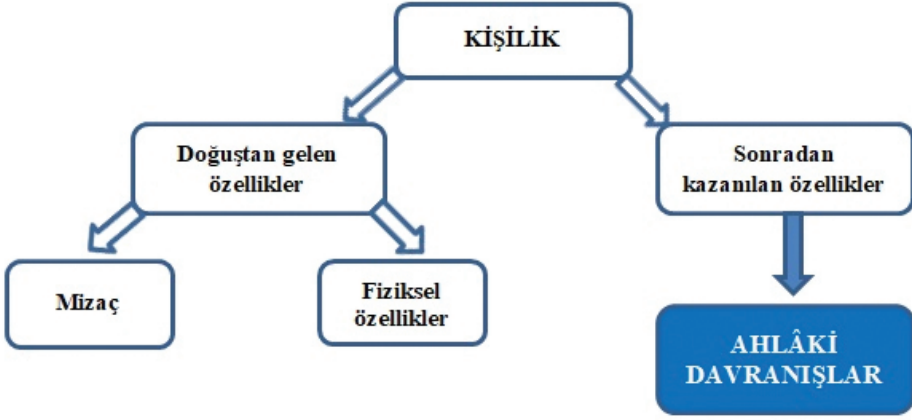 KİŞİLİK
Doğuştan gelen
özellikler
Sonradan
kazanılan özellikler
Mizaç
Fiziksel
özellikler
AHLÂKİ
DAVRANIŞLAR